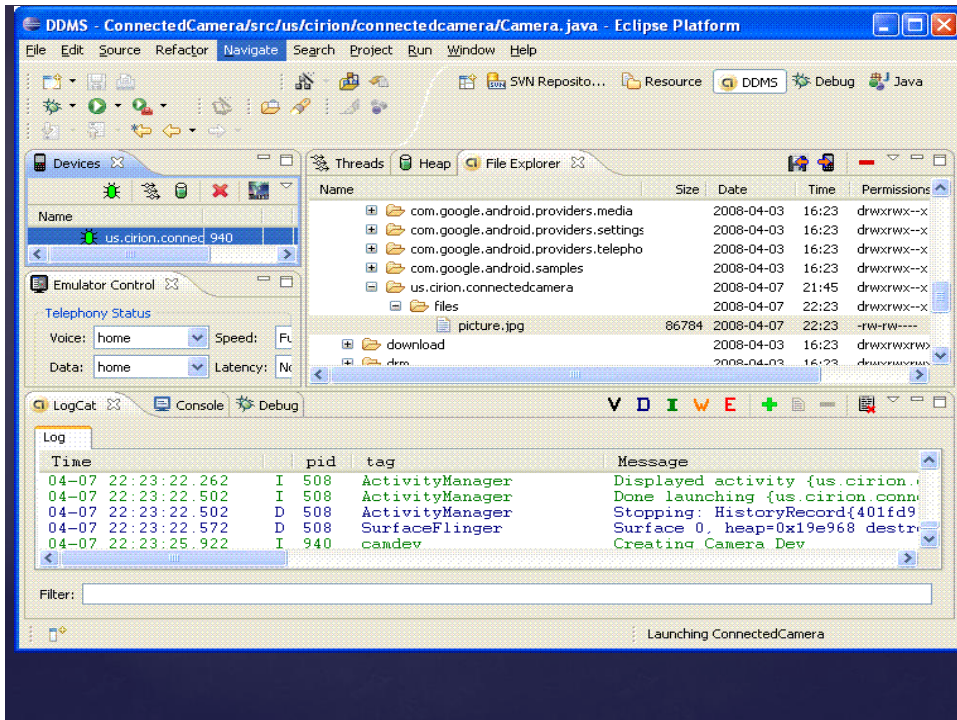 DDMS - ConnectedCamera/src/us/cirion/connectedcamera/Camera.java - Eclipse Platform
File Edit Source Refactor Navigate Search Project Run Window Help
SVN Reposito... Resource DDMS Debug Java
Devices
Name
us.cirion.connec 940
Emulator Control
Telephony Status
Voice: home Speed: Fu
Data: home Latency: No
Threads Heap File Explorer
Name Size Date Time Permissions
com.google.android.providers.media 2008-04-03 16:23 drwxrwx--x
com.google.android.providers.settings 2008-04-03 16:23 drwxrwx--x
com.google.android.providers.telepho 2008-04-03 16:23 drwxrwx--x
com.google.android.samples 2008-04-03 16:23 drwxrwx--x
us.cirion.connectedcamera 2008-04-07 21:45 drwxrwx--x
files 2008-04-07 22:23 drwxrwx--x
picture.jpg 86784 2008-04-07 22:23 -rw-rw----
download 2008-04-03 16:23 drwxrwxrwx
drm 2008-04-03 16:23
LogCat Console Debug
V D I W E
Log
Time pid tag Message
04-07 22:23:22.262 I 508 ActivityManager Displayed activity {us.cirion.
04-07 22:23:22.502 I 508 ActivityManager Done launching {us.cirion.conn
04-07 22:23:22.502 D 508 ActivityManager Stopping: HistoryRecord{401fd9
04-07 22:23:22.572 D 508 SurfaceFlinger Surface 0, heap=0x19e968 destr
04-07 22:23:25.922 I 940 camdev Creating Camera Dev
Filter:
Launching ConnectedCamera